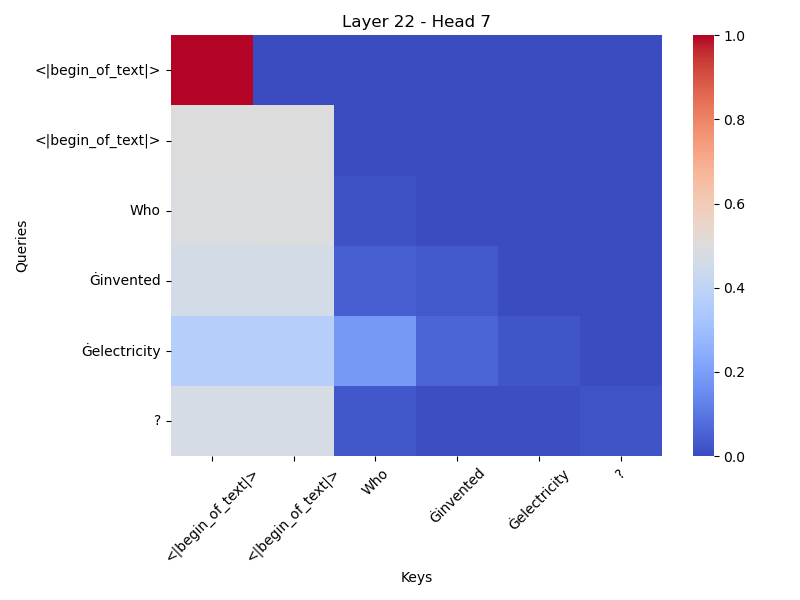 Layer 22 - Head 7
<|begin_of_text|>
<|begin_of_text|>
Who
Ġinvented
Ġelectricity
?
Queries
<|begin_of_text|>
<|begin_of_text|>
Who
Ġinvented
Ġelectricity
?
Keys
1.0
0.8
0.6
0.4
0.2
0.0